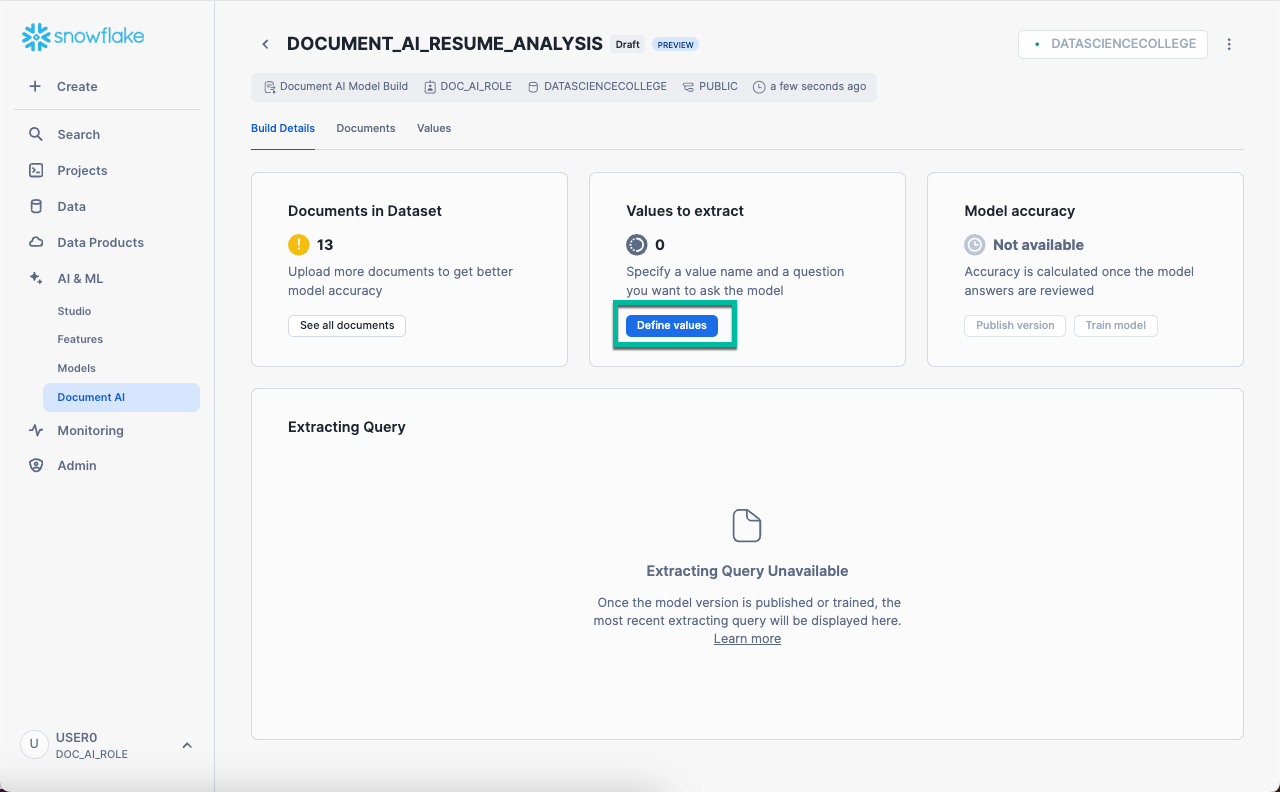 snowflake
Create
Search
Projects
Data
Data Products
AI & ML
Studio
Features
Models
Document AI
Monitoring
Admin
U
USER0
DOC_AI_ROLE
DOCUMENT_AI_RESUME_ANALYSIS Draft PREVIEW
DATASCIENCECOLLEGE
Document AI Model Build DOC_AI_ROLE DATASCIENCECOLLEGE PUBLIC a few seconds ago
Build Details Documents Values
Documents in Dataset
13
Upload more documents to get better
model accuracy
See all documents
Values to extract
0
Specify a value name and a question
you want to ask the model
Define values
Model accuracy
Not available
Accuracy is calculated once the model
answers are reviewed
Publish version Train model
Extracting Query
Extracting Query Unavailable
Once the model version is published or trained, the
most recent extracting query will be displayed here.
Learn more